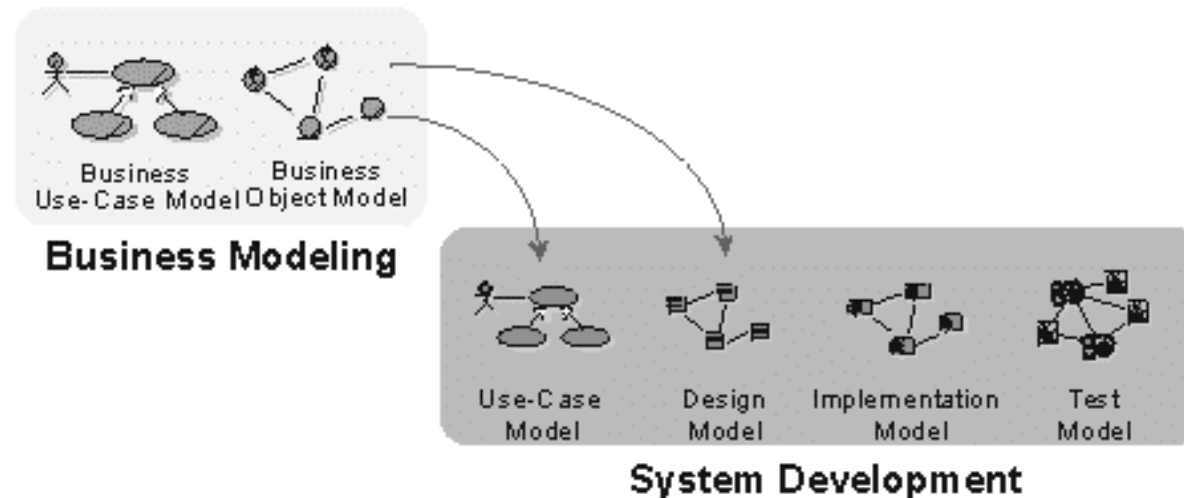 Business
Use-Case Model
Business
Object Model
Business Modeling
Use-Case
Model
Design
Model
Implementation
Model
Test
Model
System Development